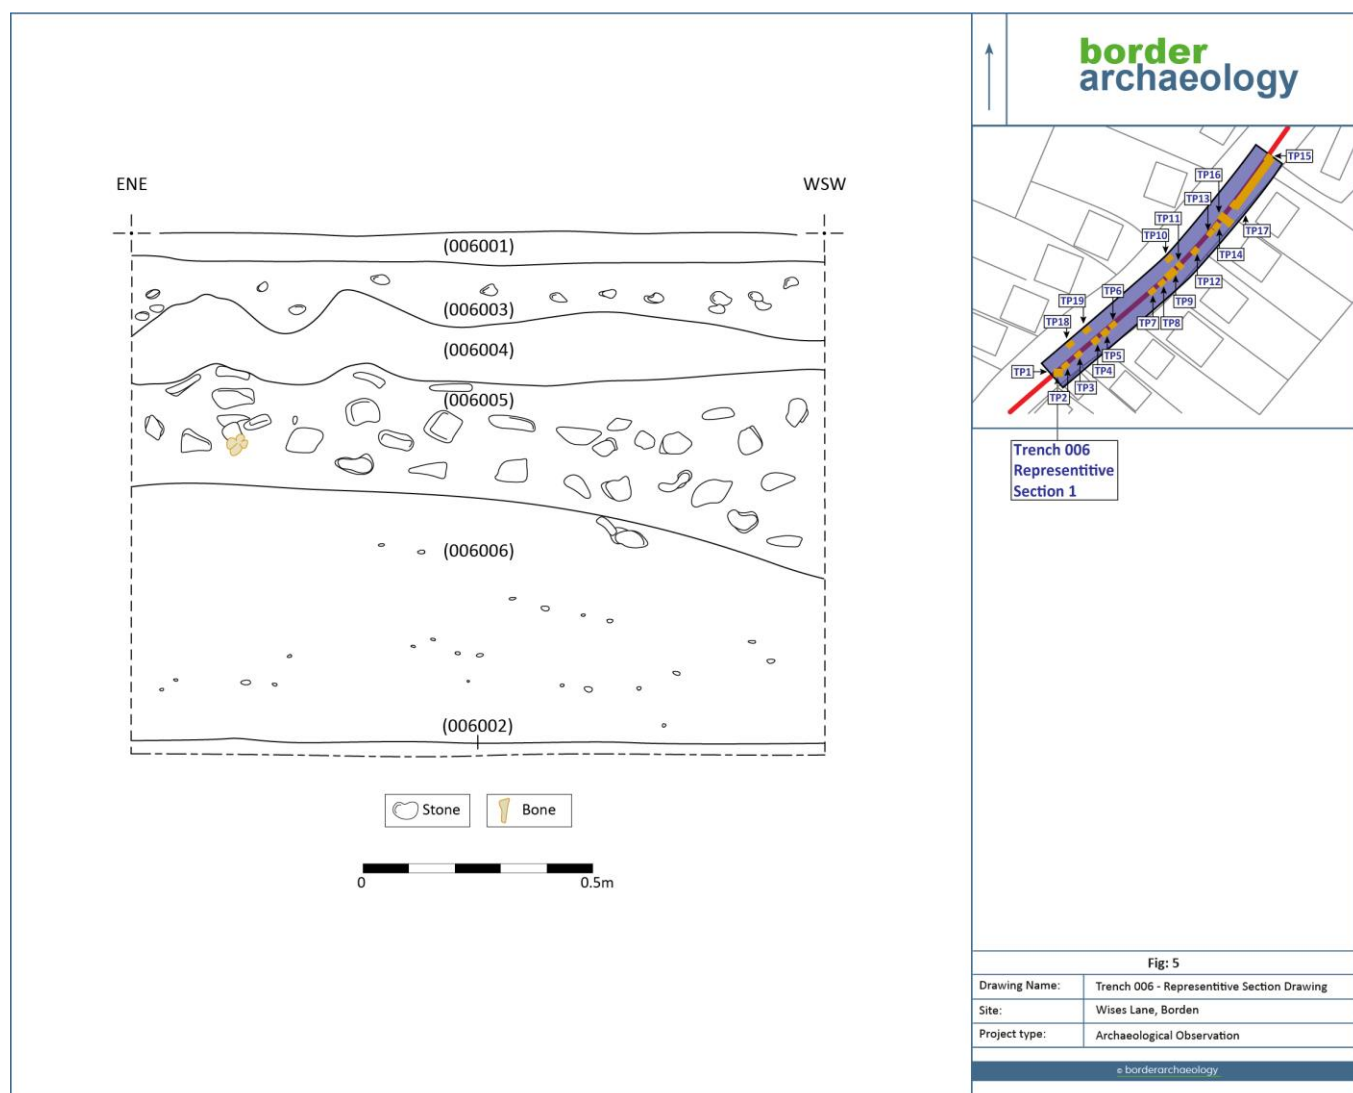 ENE
WSW
(006001)
(006003)
(006004)
(006005)
(006006)
(006002)
Stone
Bone
0
0.5m
border
archaeology
TP15
TP16
TP13
TP11
TP10
TP17
TP14
TP12
TP6
TP9
TP19
TP7
TP8
TP18
TP5
TP1
TP4
TP3
TP2
Trench 006
Representitive
Section 1
Fig: 5
Drawing Name: Trench 006 - Representitive Section Drawing
Site: Wises Lane, Borden
Project type: Archaeological Observation
© borderarchaeology